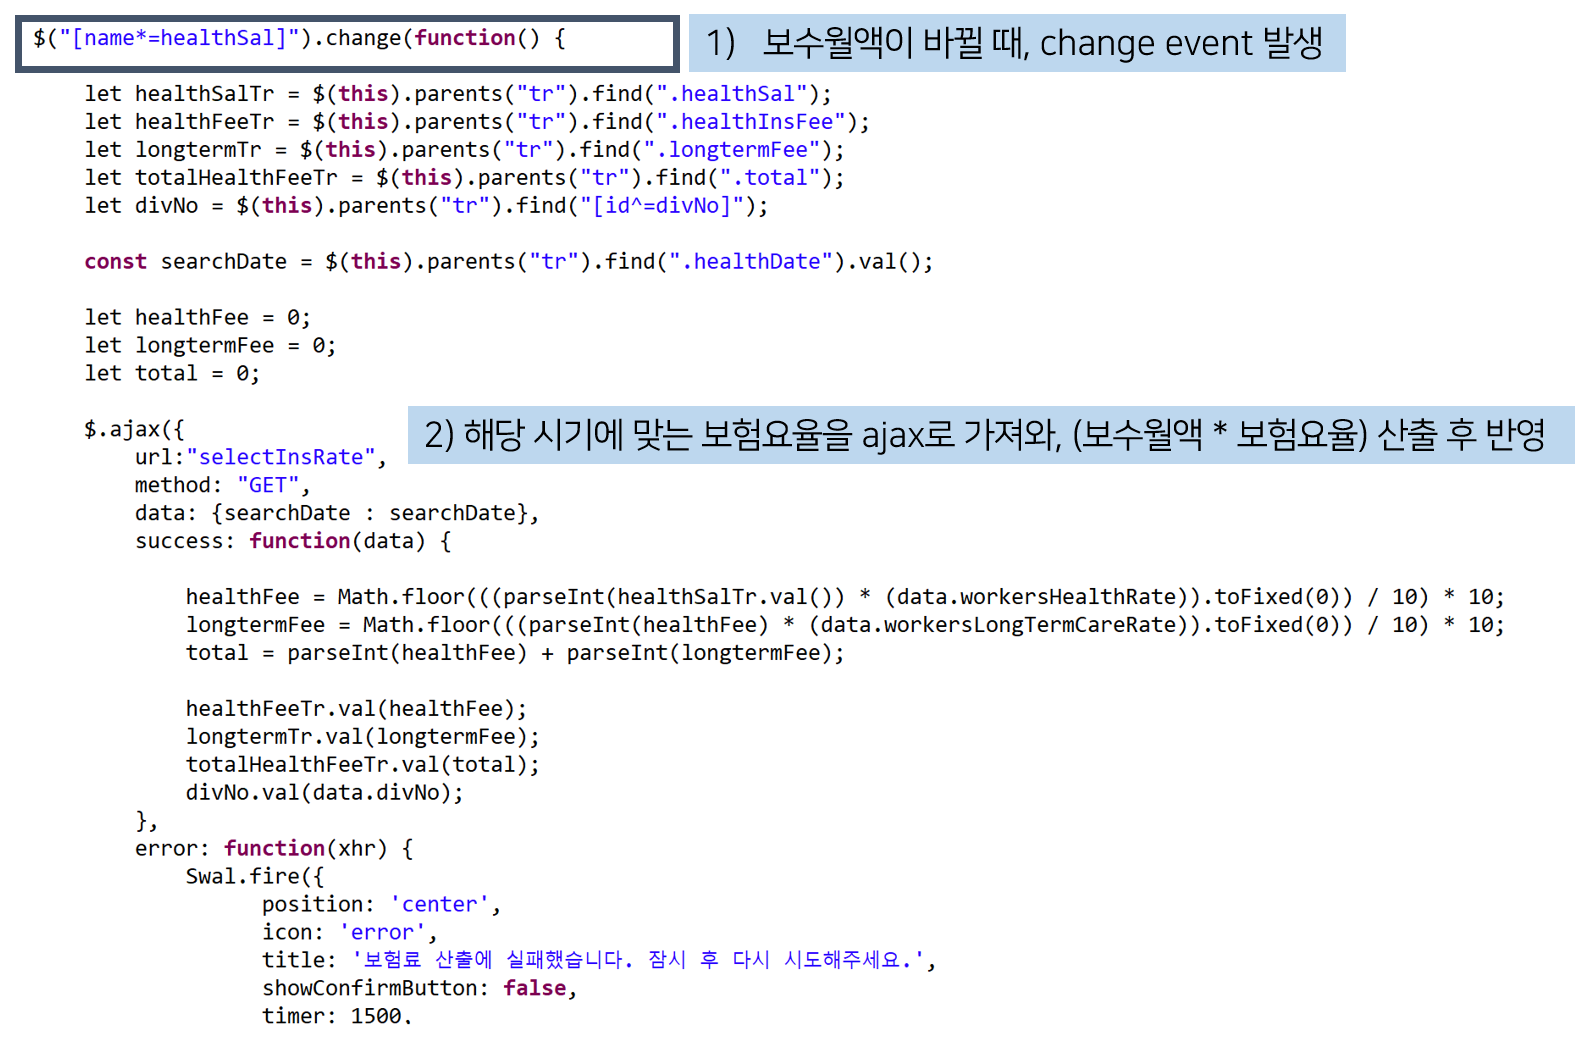 $("[name*=healthSal]").change(function() {
1) 보수월액이 바뀔 때, change event 발생
let healthSalTr = $(this).parents("tr").find(".healthSal");
let healthFeeTr = $(this).parents("tr").find(".healthInsFee");
let longtermTr = $(this).parents("tr").find(".longtermFee");
let totalHealthFeeTr = $(this).parents("tr").find(".total");
let divNo = $(this).parents("tr").find("[id^=divNo]");
const searchDate = $(this).parents("tr").find(".healthDate").val();
let healthFee = 0;
let longtermFee = 0;
let total = 0;
$.ajax({
2) 해당 시기에 맞는 보험요율을 ajax로 가져와, (보수월액 * 보험요율) 산출 후 반영
url:"selectInsRate",
method: "GET",
data: {searchDate : searchDate},
success: function(data) {
healthFee = Math.floor(((parseInt(healthSalTr.val()) * (data.workersHealthRate)).toFixed(0)) / 10) * 10;
longtermFee = Math.floor(((parseInt(healthFee) * (data.workersLongTermCareRate)).toFixed(0)) / 10) * 10;
total = parseInt(healthFee) + parseInt(longtermFee);
healthFeeTr.val(healthFee);
longtermTr.val(longtermFee);
totalHealthFeeTr.val(total);
divNo.val(data.divNo);
},
error: function(xhr) {
Swal.fire({
position: 'center',
icon: 'error',
title: '보험료 산출에 실패했습니다. 잠시 후 다시 시도해주세요.',
showConfirmButton: false,
timer: 1500,